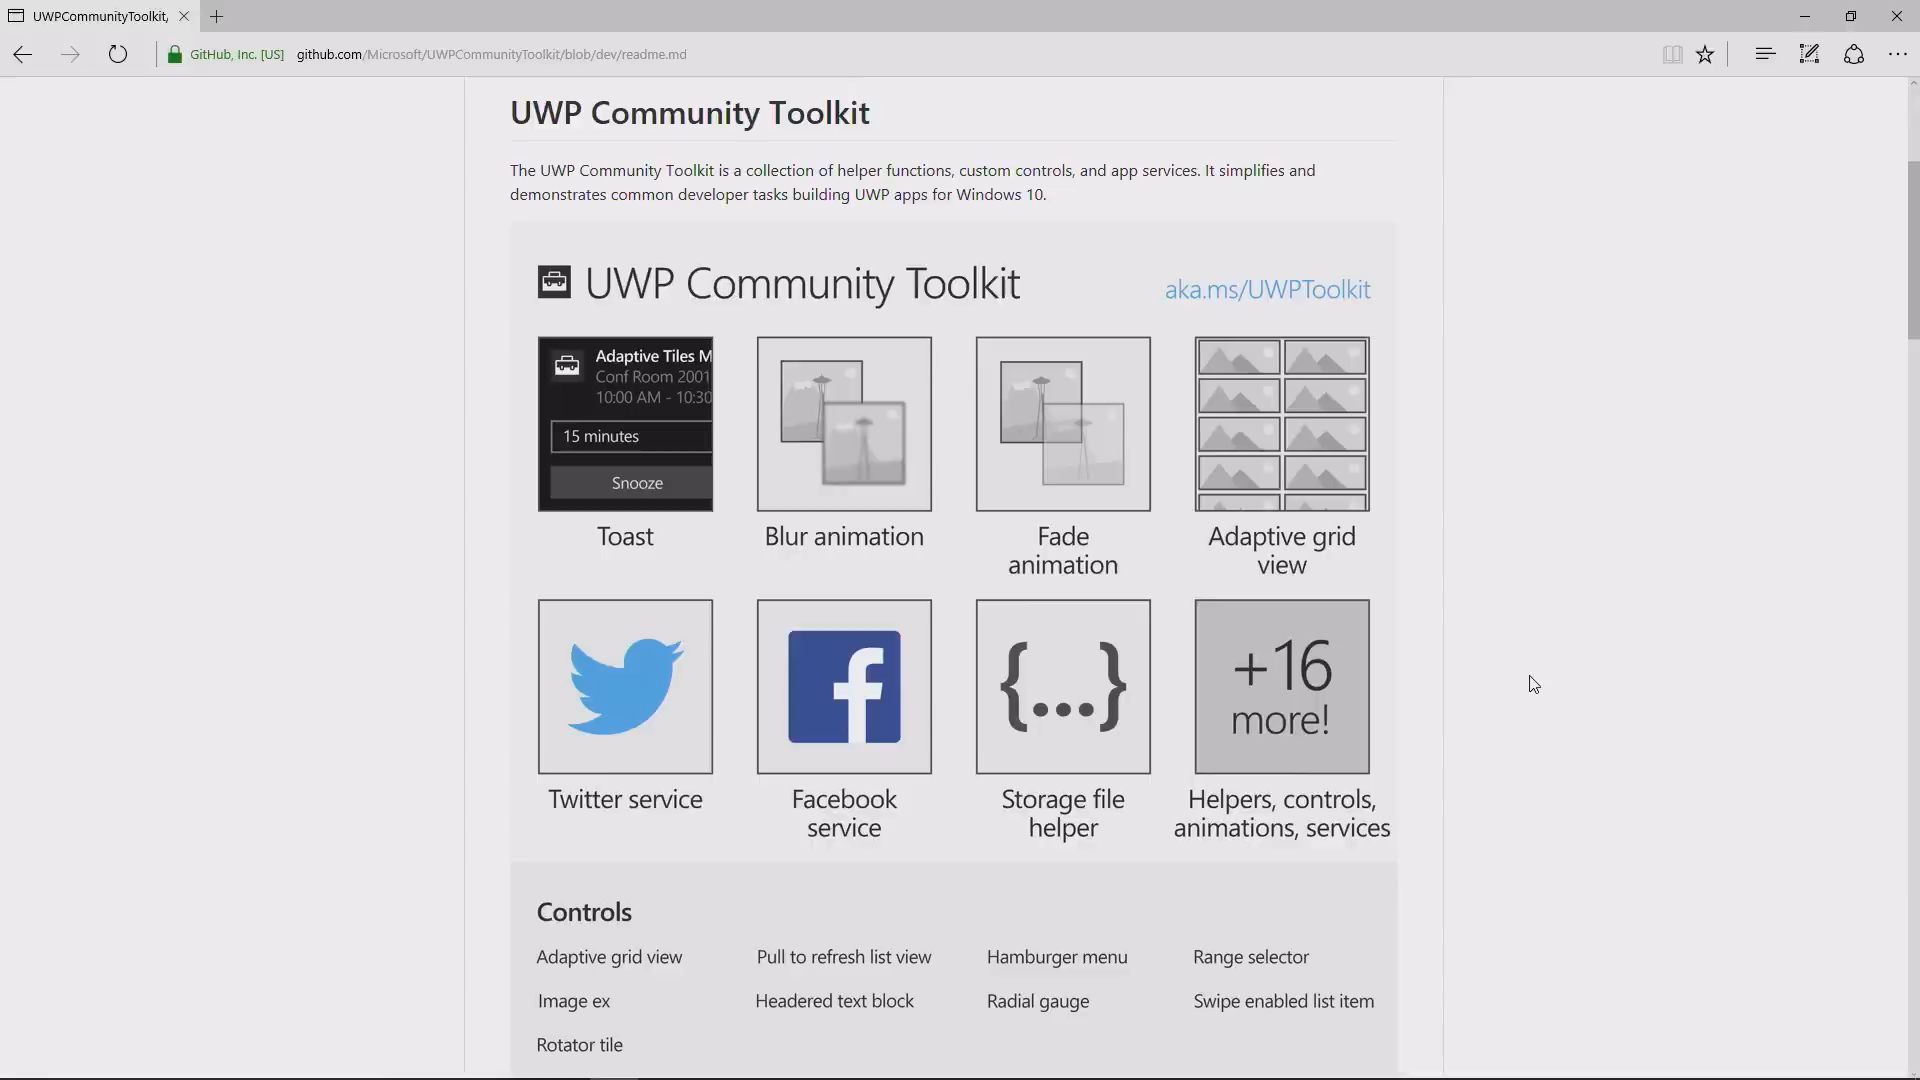 UWPCommunityToolkit,
GitHub, Inc. [US] github.com/Microsoft/UWPCommunityToolkit/blob/dev/readme.md
UWP Community Toolkit
The UWP Community Toolkit is a collection of helper functions, custom controls, and app services. It simplifies and
demonstrates common developer tasks building UWP apps for Windows 10.
UWP Community Toolkit
aka.ms/UWPToolkit
Adaptive Tiles M
Conf Room 2001
10:00 AM - 10:30
15 minutes
Snooze
Toast
Blur animation
Fade
animation
Adaptive grid
view
{...}
+16
more!
Twitter service
Facebook
service
Storage file
helper
Helpers, controls,
animations, services
Controls
Adaptive grid view Pull to refresh list view Hamburger menu Range selector
Image ex Headered text block Radial gauge Swipe enabled list item
Rotator tile